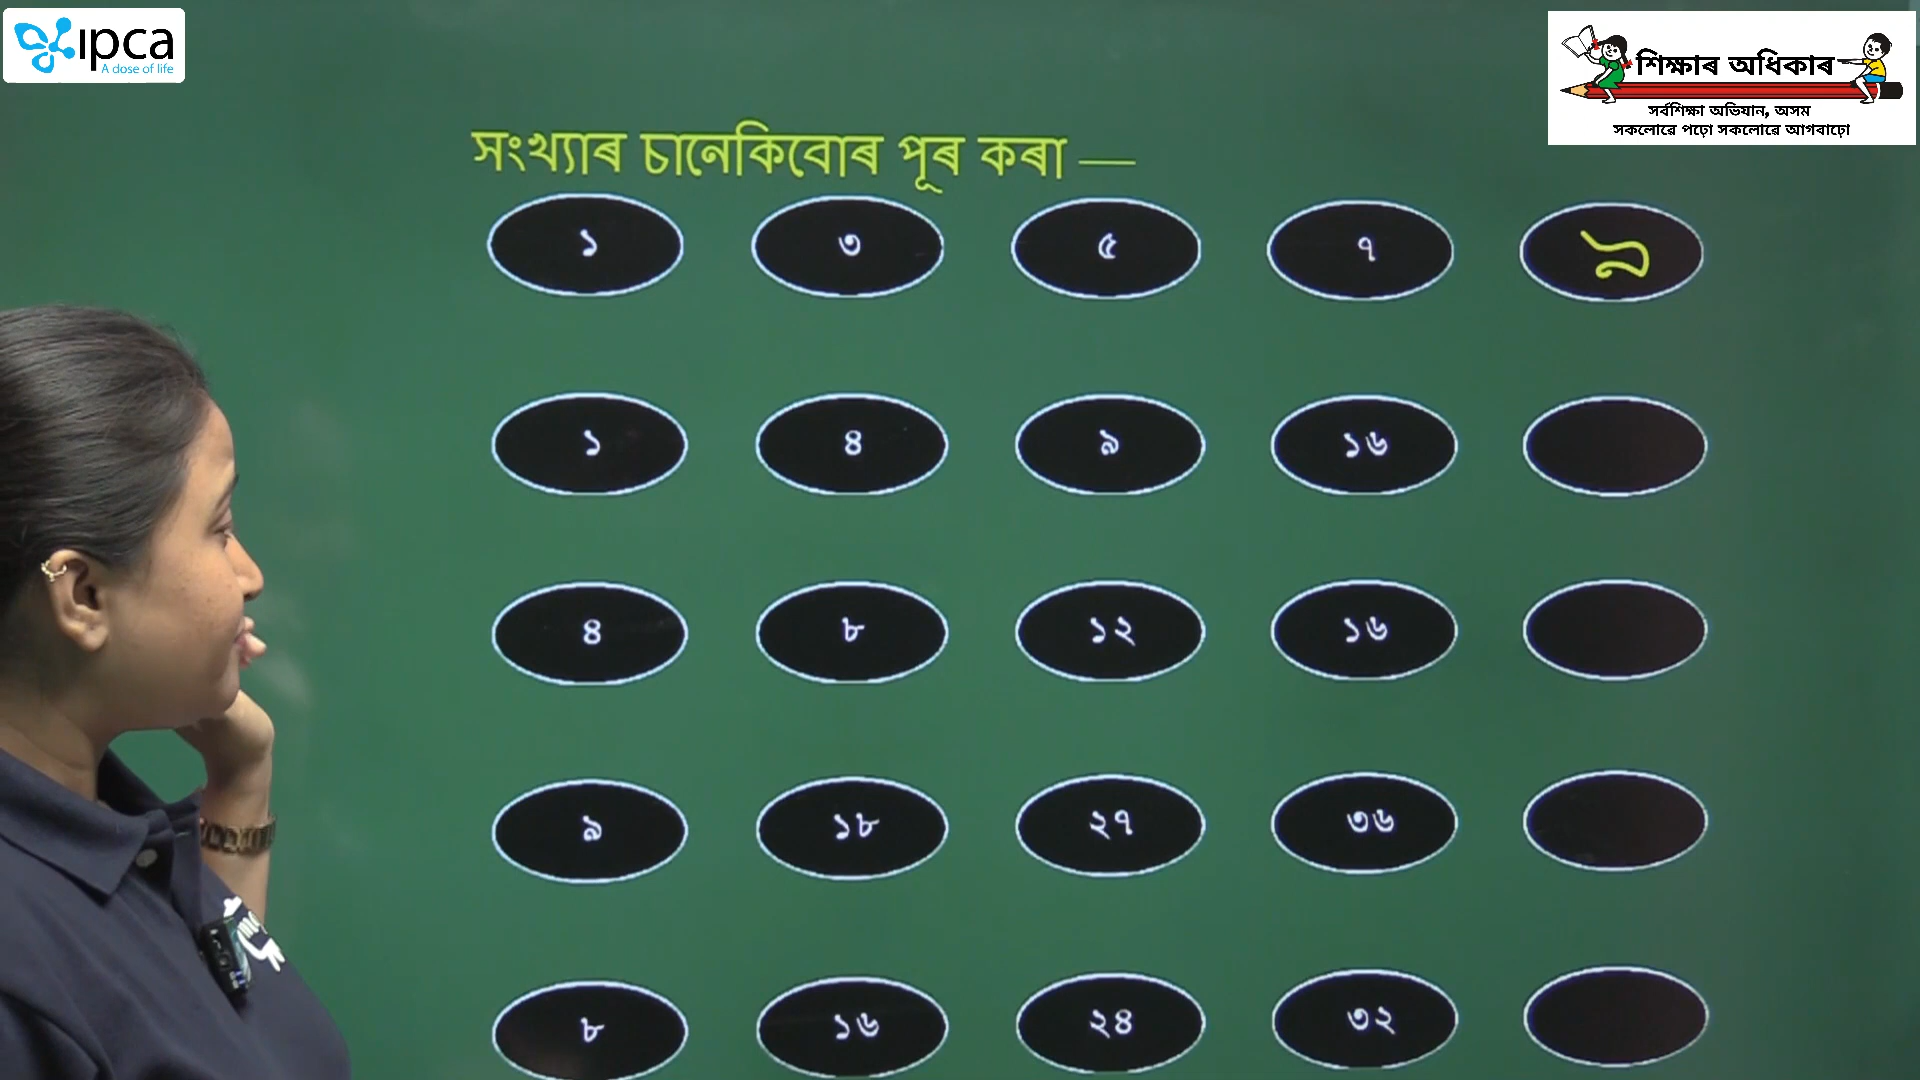 ipca
A dose of life
শিক্ষাৰ অধিকাৰ
সৰ্বশিক্ষা অভিযান, অসম
সকলোৱে পঢ়ো সকলোৱে আগবাঢ়ো
সংখ্যাৰ চানেকিবোৰ পূৰ কৰা —
১ ৩ ৫ ৭ ৯
১ ৪ ৯ ১৬
৪ ৮ ১২ ১৬
৯ ১৮ ২৭ ৩৬
৮ ১৬ ২৪ ৩২